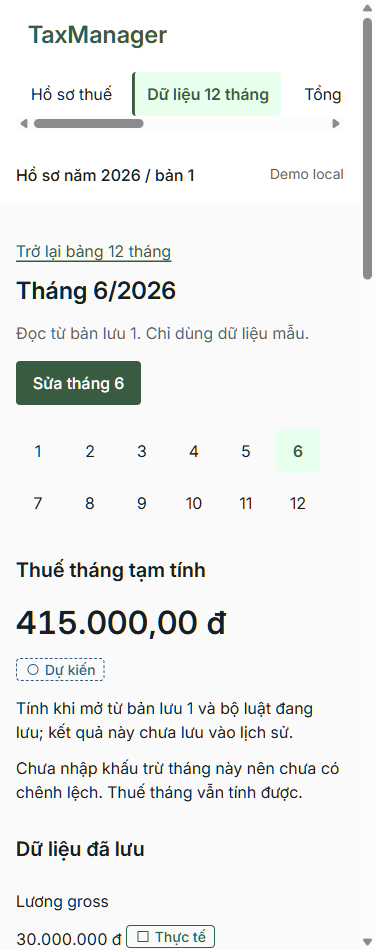 TaxManager
Hồ sơ thuế
Dữ liệu 12 tháng
Tổng
Hồ sơ năm 2026 / bản 1
Demo local
Trở lại bảng 12 tháng
Tháng 6/2026
Đọc từ bản lưu 1. Chỉ dùng dữ liệu mẫu.
Sửa tháng 6
1 2 3 4 5 6
7 8 9 10 11 12
Thuế tháng tạm tính
415.000,00 đ
Dự kiến
Tính khi mở từ bản lưu 1 và bộ luật đang
lưu; kết quả này chưa lưu vào lịch sử.
Chưa nhập khấu trừ tháng này nên chưa có
chênh lệch. Thuế tháng vẫn tính được.
Dữ liệu đã lưu
Lương gross
30.000.000 đ Thực tế